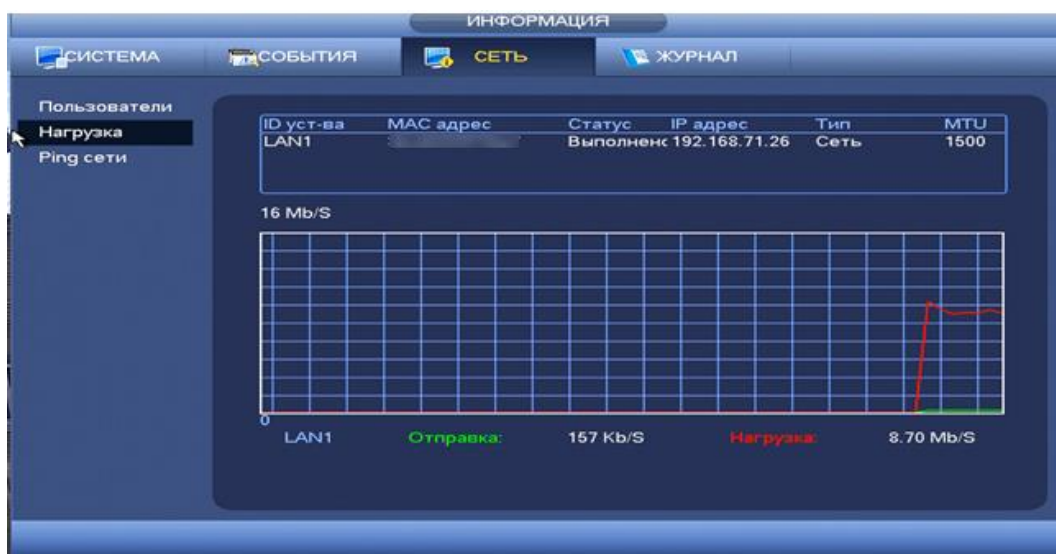 ИНФОРМАЦИЯ
СИСТЕМА СОБЫТИЯ СЕТЬ ЖУРНАЛ
Пользователи
Нагрузка
Ping сети
ID уст-ва MAC адрес Статус IP адрес Тип MTU
LAN1 Выполненс 192.168.71.26 Сеть 1500
16 Mb/S
0
LAN1 Отправка: 157 Kb/S Нагрузка: 8.70 Mb/S